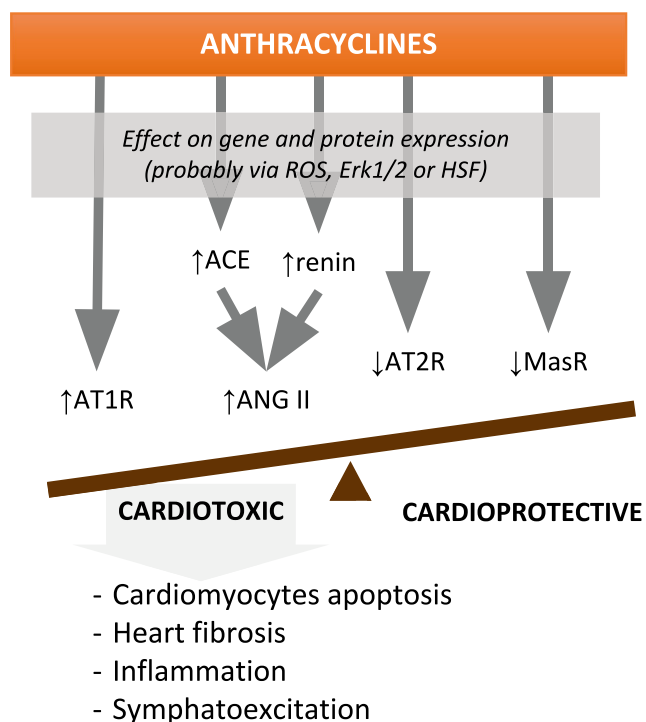 ANTHRACYCLINES
Effect on gene and protein expression
(probably via ROS, Erk1/2 or HSF)
↑ACE
↑renin
↓AT2R
↓MasR
↑AT1R
↑ANG II
CARDIOTOXIC
CARDIOPROTECTIVE
- Cardiomyocytes apoptosis
- Heart fibrosis
- Inflammation
- Symphatoexcitation